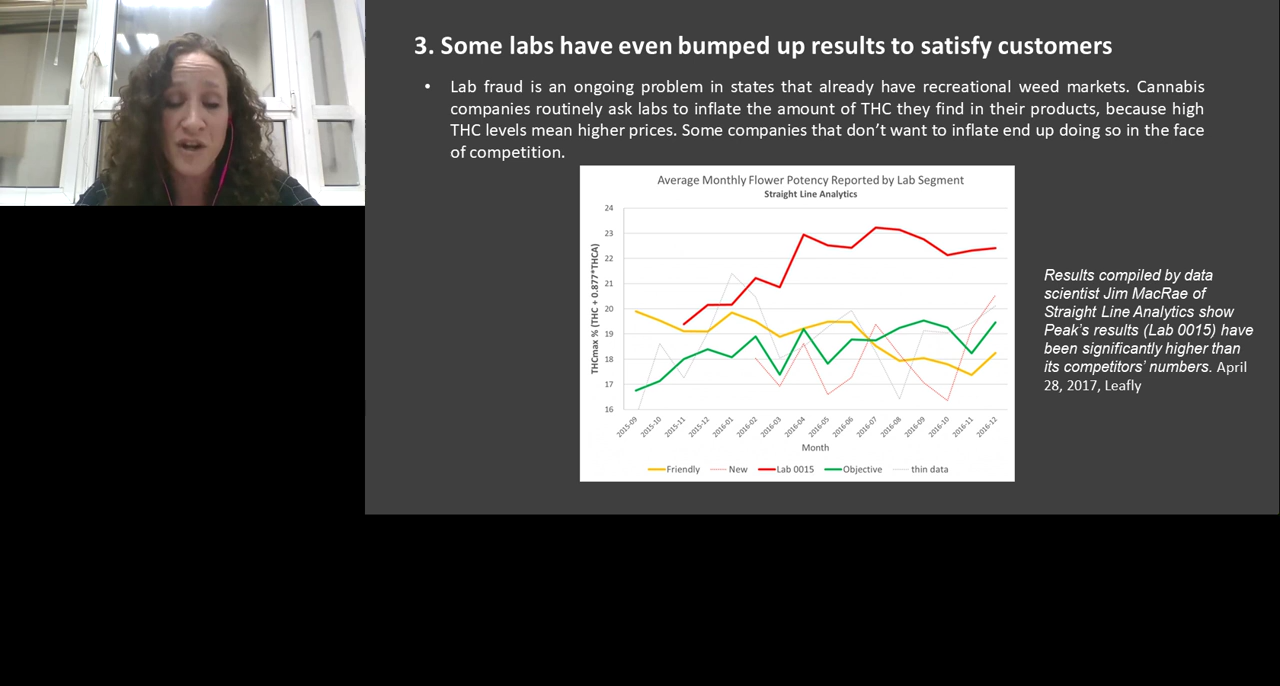 3. Some labs have even bumped up results to satisfy customers
• Lab fraud is an ongoing problem in states that already have recreational weed markets. Cannabis
companies routinely ask labs to inflate the amount of THC they find in their products, because high
THC levels mean higher prices. Some companies that don’t want to inflate end up doing so in the face
of competition.
Average Monthly Flower Potency Reported by Lab Segment
Straight Line Analytics
THCmax % (THC + 0.877*THCA)
24
23
22
21
20
19
18
17
16
2015-09
2015-10
2015-11
2015-12
2016-01
2016-02
2016-03
2016-04
2016-05
2016-06
2016-07
2016-08
2016-09
2016-10
2016-11
2016-12
Month
Friendly New Lab 0015 Objective thin data
Results compiled by data
scientist Jim MacRae of
Straight Line Analytics show
Peak’s results (Lab 0015) have
been significantly higher than
its competitors’ numbers. April
28, 2017, Leafly